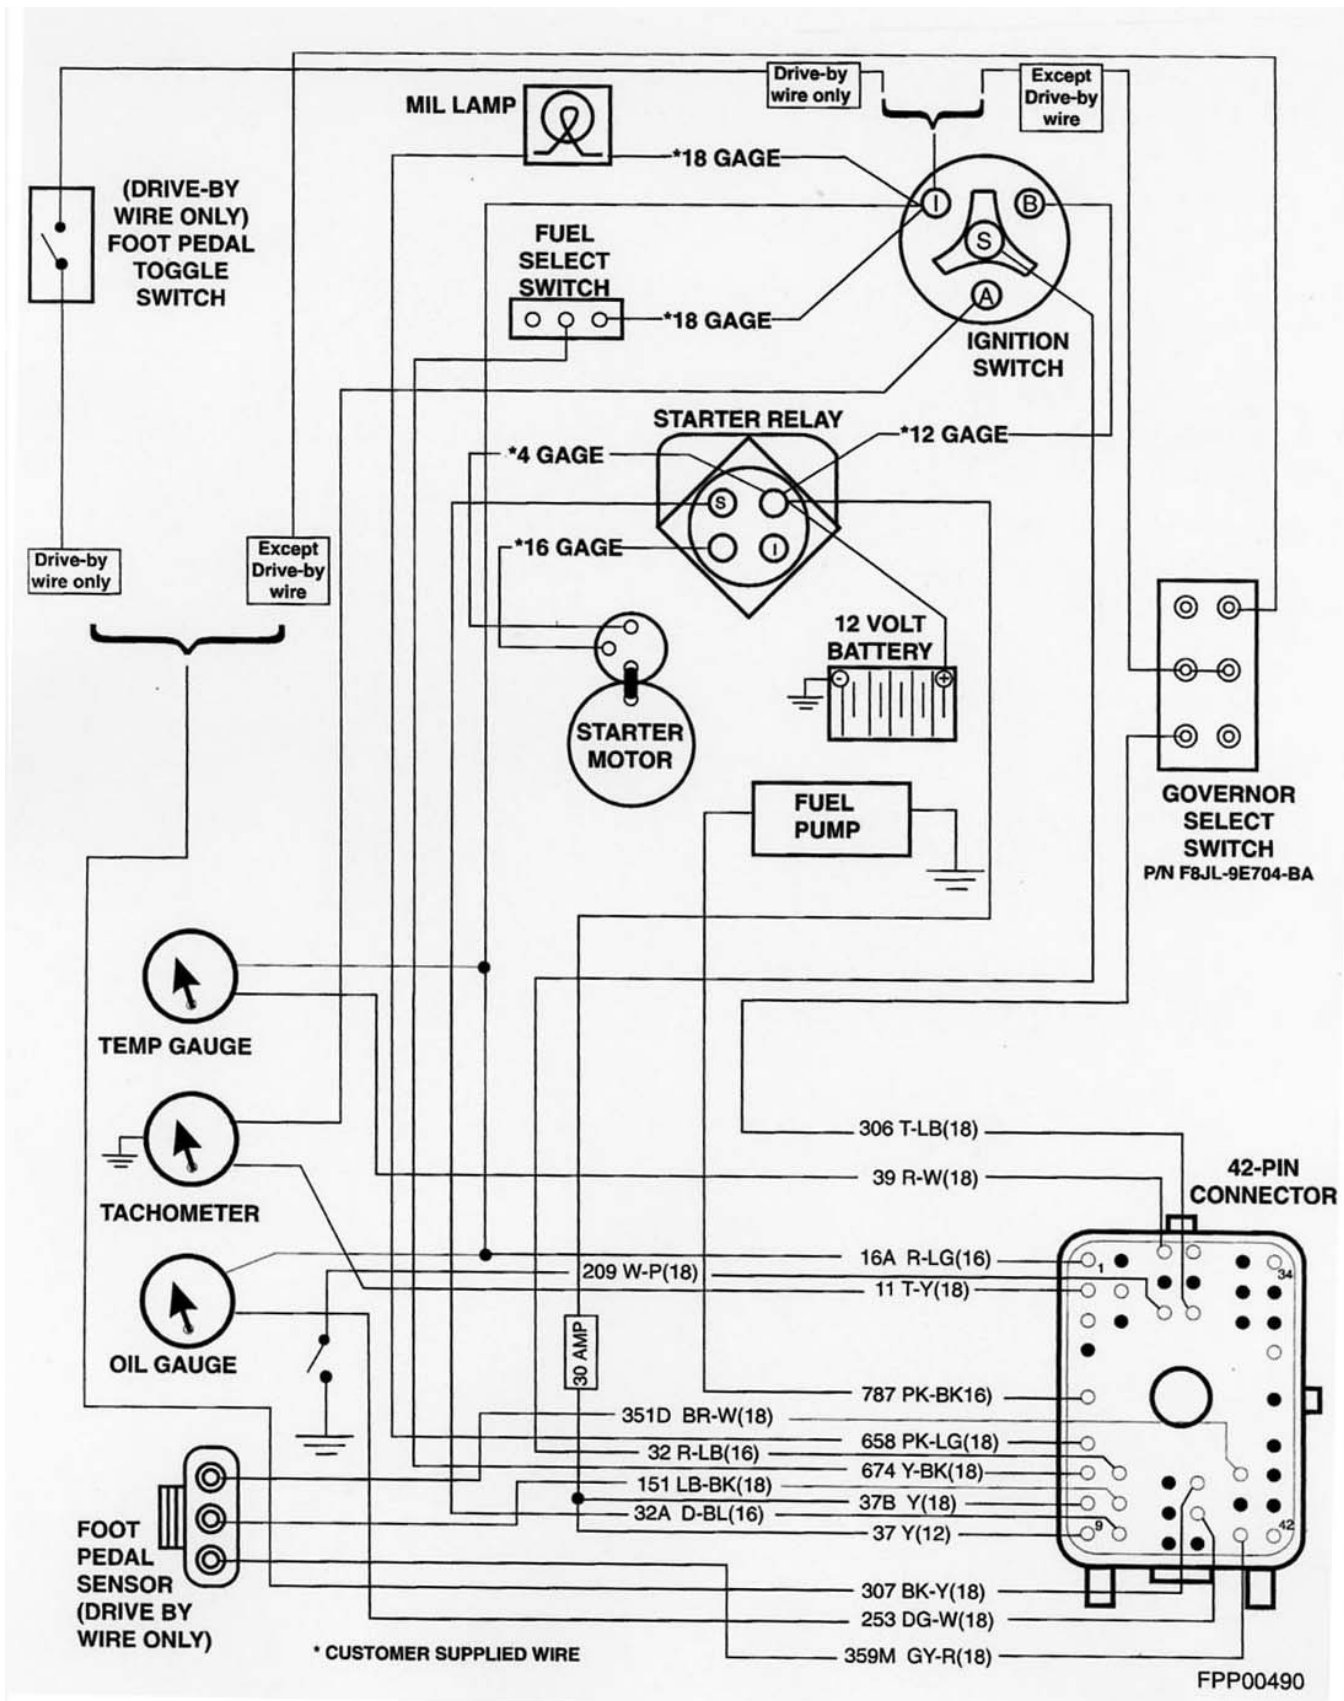 Drive-by
wire only
Except
Drive-by
wire
MIL LAMP
*18 GAGE
(DRIVE-BY
WIRE ONLY)
FOOT PEDAL
TOGGLE
SWITCH
I
B
S
A
FUEL
SELECT
SWITCH
*18 GAGE
IGNITION
SWITCH
STARTER RELAY
*12 GAGE
*4 GAGE
S
*16 GAGE
I
Drive-by
wire only
Except
Drive-by
wire
12 VOLT
BATTERY
-
+
STARTER
MOTOR
FUEL
PUMP
GOVERNOR
SELECT
SWITCH
P/N F8JL-9E704-BA
TEMP GAUGE
306 T-LB(18)
39 R-W(18)
42-PIN
CONNECTOR
TACHOMETER
16A R-LG(16)
209 W-P(18)
11 T-Y(18)
1
34
30 AMP
OIL GAUGE
787 PK-BK16)
351D BR-W(18)
658 PK-LG(18)
32 R-LB(16)
674 Y-BK(18)
151 LB-BK(18)
37B Y(18)
32A D-BL(16)
37 Y(12)
9
42
FOOT
PEDAL
SENSOR
(DRIVE BY
WIRE ONLY)
307 BK-Y(18)
253 DG-W(18)
359M GY-R(18)
* CUSTOMER SUPPLIED WIRE
FPP00490